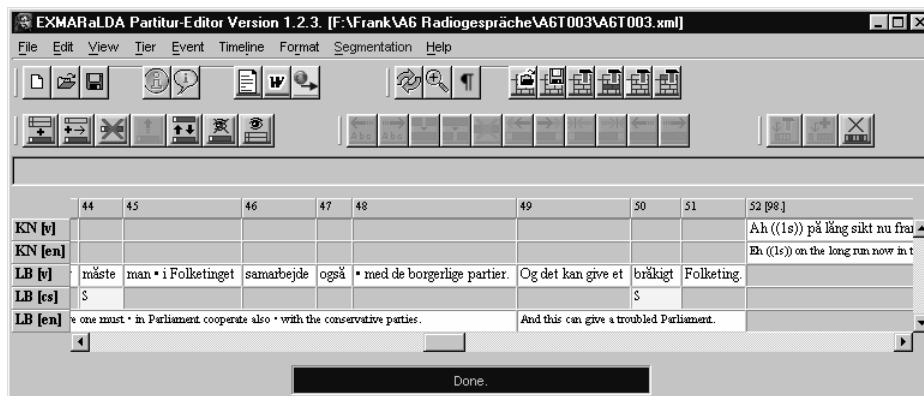 EXMARaLDA Partitur-Editor Version 1.2.3. [F:\Frank\A6 Radiogespräche\A6T003\A6T003.xml]
File Edit View Tier Event Timeline Format Segmentation Help
44 45 46 47 48 49 50 51 52 [98.]
KN [v] Ah ((1s)) på lång sikt nu fra
KN [en] Eh ((1s)) on the long run now in t
LB [v] måste man • i Folketinget samarbejde også • med de borgerlige partier. Og det kan give et bråkigt Folketing.
LB [cs] S S
LB [en] e one must • in Parliament cooperate also • with the conservative parties. And this can give a troubled Parliament.
Done.